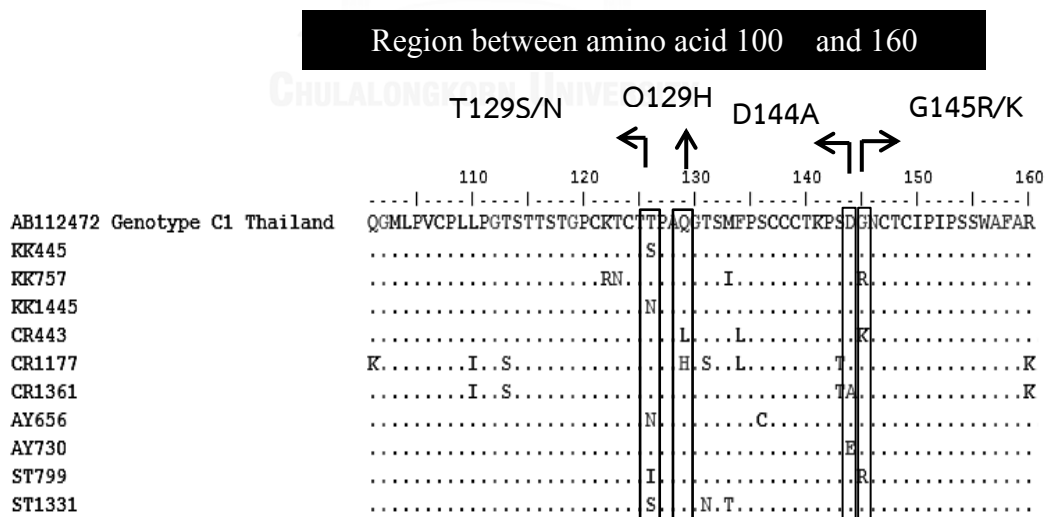 Region between amino acid 100 and 160
CHULALONGKORN UNIVE
T129S/N O129H D144A G145R/K
110 120 130 140 150 160
AB112472 Genotype C1 Thailand QGMLPVCPLLPGTSTTSTGPCKTCTTPAQGTSMFPSCCCTKPSDGNCTCIPIPSSWAFAR
KK445 .........................S..................................
KK757 .....................RN.........I...........R...............
KK1445 .........................N..................................
CR443 ............................L....L..........K...............
CR1177 K........I..S...............H.S..L........T................K
CR1361 .........I..S.............................TA...............K
AY656 .........................N.........C........................
AY730 ...........................................E................
ST799 .........................I..................R...............
ST1331 .........................S....N.T...........................